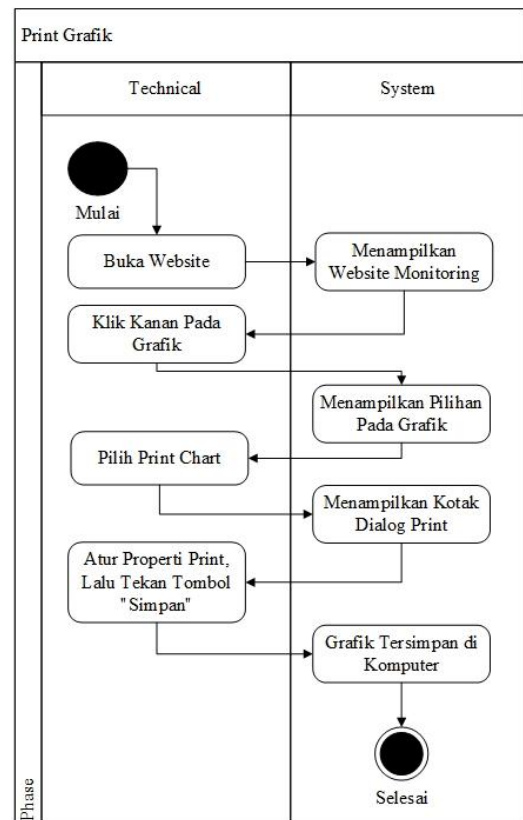 Print Grafik
Technical
System
Mulai
Buka Website
Menampilkan
Website Monitoring
Klik Kanan Pada
Grafik
Menampilkan Pilihan
Pada Grafik
Pilih Print Chart
Menampilkan Kotak
Dialog Print
Atur Properti Print,
Lalu Tekan Tombol
"Simpan"
Grafik Tersimpan di
Komputer
Selesai
Phase